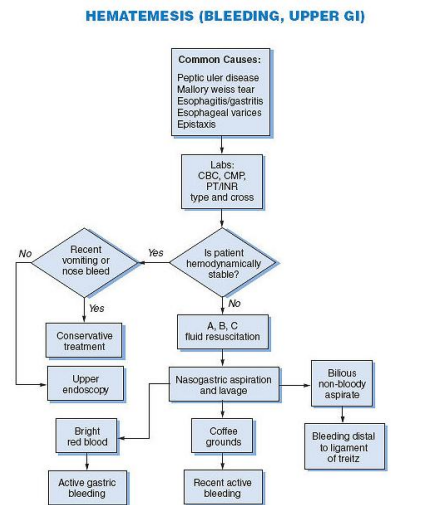 HEMATEMESIS (BLEEDING, UPPER GI)
Common Causes:
Peptic uler disease
Mallory weiss tear
Esophagitis/gastritis
Esophageal varices
Epistaxis
Labs:
CBC, CMP,
PT/INR
type and cross
No
Recent
vomiting or
nose bleed
Yes
Is patient
hemodynamically
stable?
Yes
No
Conservative
treatment
A, B, C
fluid resuscitation
Upper
endoscopy
Nasogastric aspiration
and lavage
Bilious
non-bloody
aspirate
Bright
red blood
Coffee
grounds
Bleeding distal
to ligament
of treitz
Active gastric
bleeding
Recent active
bleeding